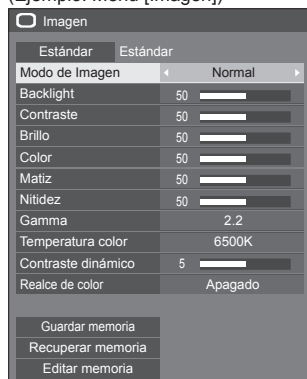 (Ejemplo: Menú [Imagen])
Imagen
Estándar Estándar
Modo de Imagen Normal
Backlight 50
Contraste 50
Brillo 50
Color 50
Matiz 50
Nitidez 50
Gamma 2.2
Temperatura color 6500K
Contraste dinámico 5
Realce de color Apagado
Guardar memoria
Recuperar memoria
Editar memoria